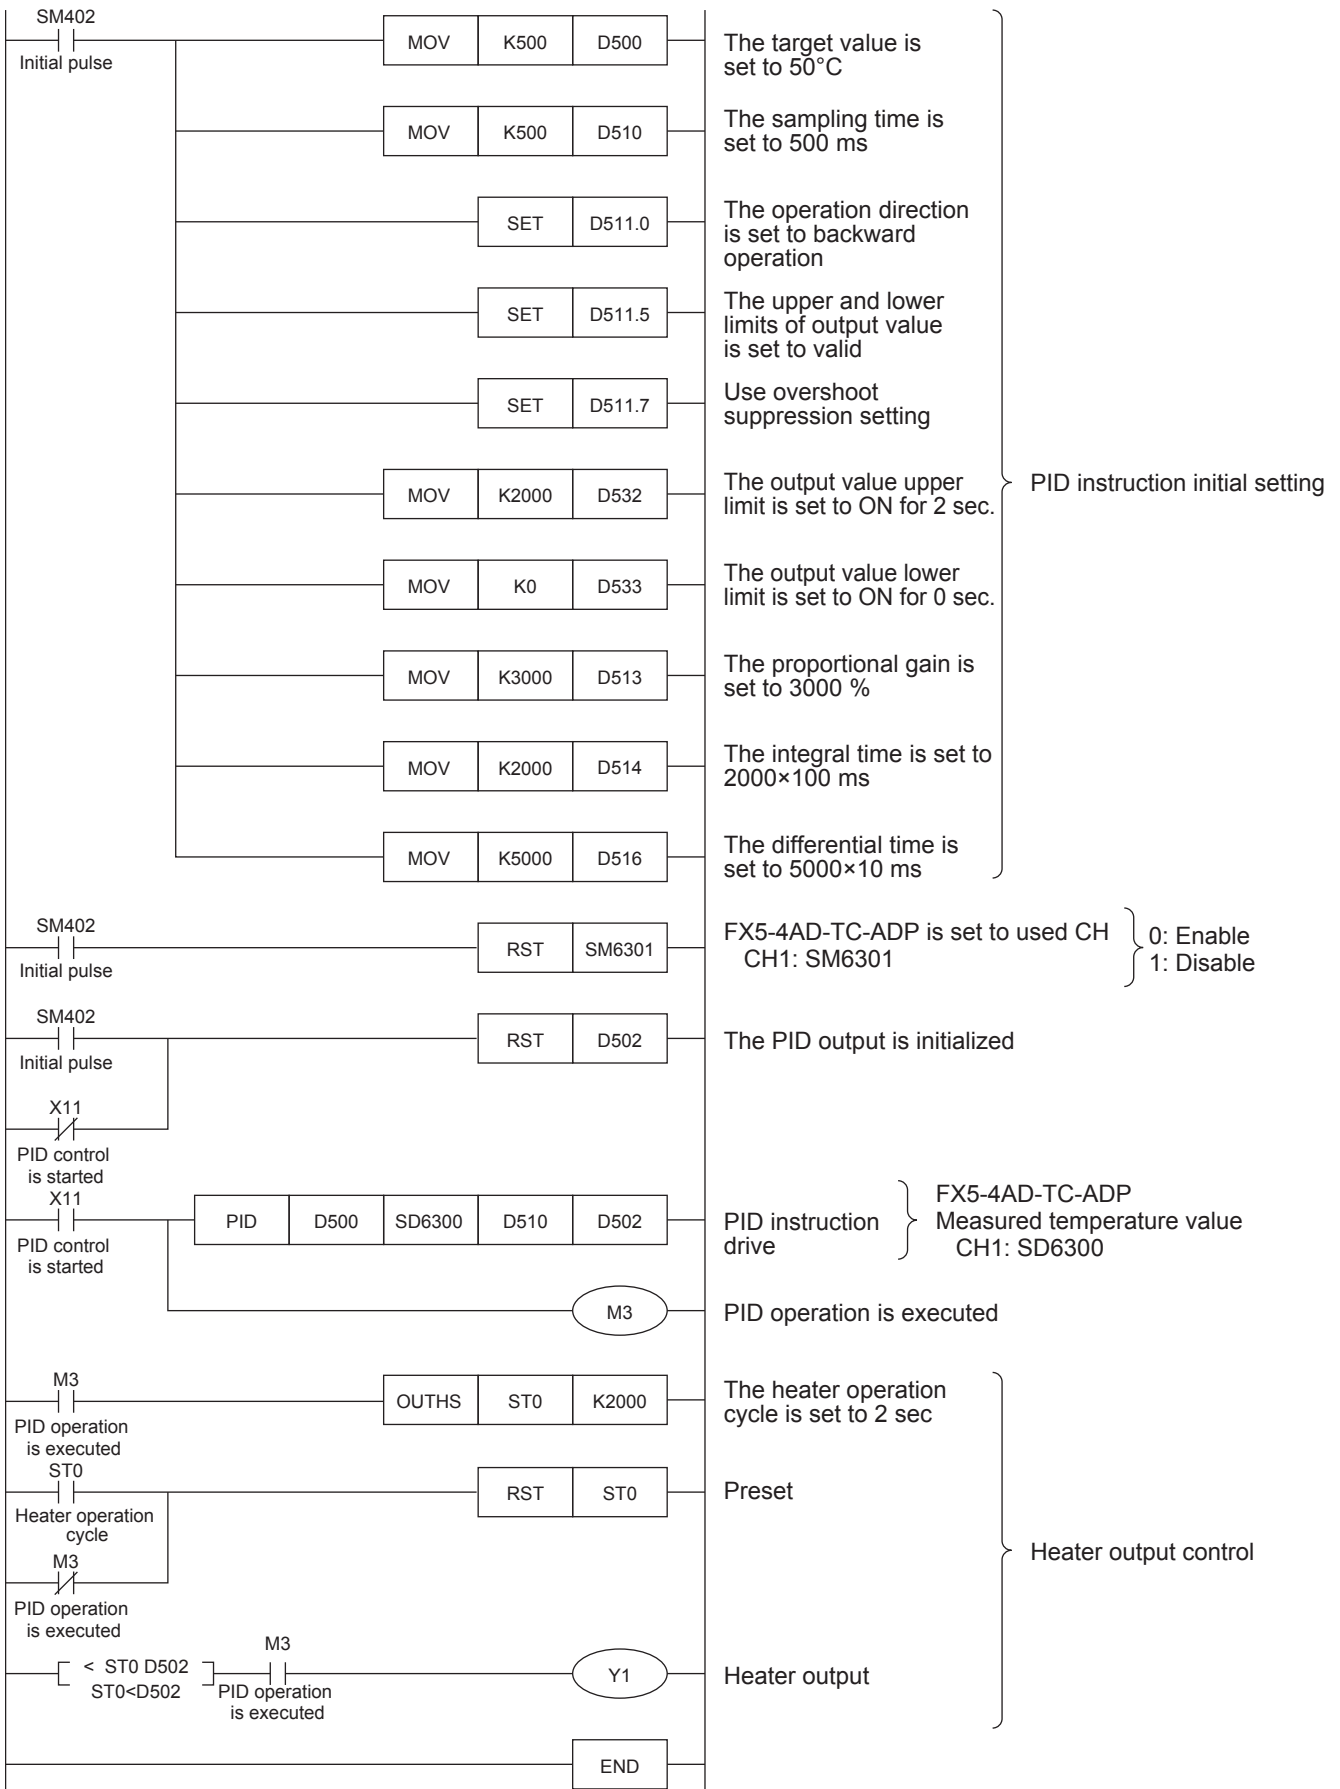 SM402
Initial pulse
MOV K500 D500
The target value is
set to 50°C
MOV K500 D510
The sampling time is
set to 500 ms
SET D511.0
The operation direction
is set to backward
operation
SET D511.5
The upper and lower
limits of output value
is set to valid
SET D511.7
Use overshoot
suppression setting
MOV K2000 D532
The output value upper
limit is set to ON for 2 sec.
PID instruction initial setting
MOV K0 D533
The output value lower
limit is set to ON for 0 sec.
MOV K3000 D513
The proportional gain is
set to 3000 %
MOV K2000 D514
The integral time is set to
2000×100 ms
MOV K5000 D516
The differential time is
set to 5000×10 ms
SM402
Initial pulse
RST SM6301
FX5-4AD-TC-ADP is set to used CH
CH1: SM6301
0: Enable
1: Disable
SM402
Initial pulse
RST D502
The PID output is initialized
X11
PID control
is started
X11
PID control
is started
PID D500 SD6300 D510 D502
PID instruction
drive
FX5-4AD-TC-ADP
Measured temperature value
CH1: SD6300
M3
PID operation is executed
M3
PID operation
is executed
OUTHS ST0 K2000
The heater operation
cycle is set to 2 sec
ST0
Heater operation
cycle
RST ST0
Preset
M3
PID operation
is executed
Heater output control
< ST0 D502
ST0<D502
M3
PID operation
is executed
Y1
Heater output
END